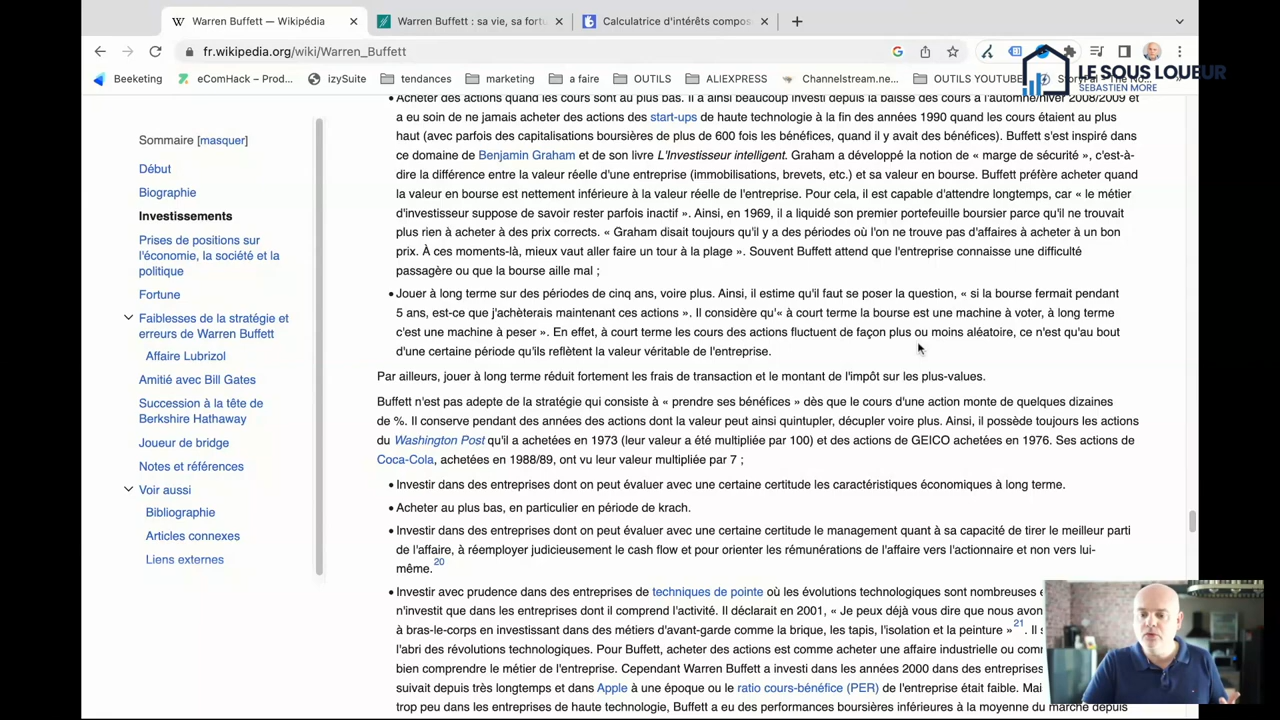 Warren Buffett — Wikipédia
Warren Buffett : sa vie, sa fortu
Calculatrice d'intérêts compos
fr.wikipedia.org/wiki/Warren_Buffett
Beeketing
eComHack – Prod...
izySuite
tendances
marketing
a faire
OUTILS
ALIEXPRESS
Channelstream.ne...
OUTILS YOUTUBE
LE SOUS LOUEUR
SEBASTIEN MORE
Sommaire [masquer]
Début
Biographie
Investissements
Prises de positions sur
l'économie, la société et la
politique
Fortune
Faiblesses de la stratégie et
erreurs de Warren Buffett
Affaire Lubrizol
Amitié avec Bill Gates
Succession à la tête de
Berkshire Hathaway
Joueur de bridge
Notes et références
Voir aussi
Bibliographie
Articles connexes
Liens externes
• Acheter des actions quand les cours sont au plus bas. Il a ainsi beaucoup investi depuis la baisse des cours à l'automne/hiver 2008/2009 et
a eu soin de ne jamais acheter des actions des start-ups de haute technologie à la fin des années 1990 quand les cours étaient au plus
haut (avec parfois des capitalisations boursières de plus de 600 fois les bénéfices, quand il y avait des bénéfices). Buffett s'est inspiré dans
ce domaine de Benjamin Graham et de son livre L'Investisseur intelligent. Graham a développé la notion de « marge de sécurité », c'est-à-
dire la différence entre la valeur réelle d'une entreprise (immobilisations, brevets, etc.) et sa valeur en bourse. Buffett préfère acheter quand
la valeur en bourse est nettement inférieure à la valeur réelle de l'entreprise. Pour cela, il est capable d'attendre longtemps, car « le métier
d'investisseur suppose de savoir rester parfois inactif ». Ainsi, en 1969, il a liquidé son premier portefeuille boursier parce qu'il ne trouvait
plus rien à acheter à des prix corrects. « Graham disait toujours qu'il y a des périodes où l'on ne trouve pas d'affaires à acheter à un bon
prix. À ces moments-là, mieux vaut aller faire un tour à la plage ». Souvent Buffett attend que l'entreprise connaisse une difficulté
passagère ou que la bourse aille mal ;
• Jouer à long terme sur des périodes de cinq ans, voire plus. Ainsi, il estime qu'il faut se poser la question, « si la bourse fermait pendant
5 ans, est-ce que j'achèterais maintenant ces actions ». Il considère qu'« à court terme la bourse est une machine à voter, à long terme
c'est une machine à peser ». En effet, à court terme les cours des actions fluctuent de façon plus ou moins aléatoire, ce n'est qu'au bout
d'une certaine période qu'ils reflètent la valeur véritable de l'entreprise.
Par ailleurs, jouer à long terme réduit fortement les frais de transaction et le montant de l'impôt sur les plus-values.
Buffett n'est pas adepte de la stratégie qui consiste à « prendre ses bénéfices » dès que le cours d'une action monte de quelques dizaines
de %. Il conserve pendant des années des actions dont la valeur peut ainsi quintupler, décupler voire plus. Ainsi, il possède toujours les actions
du Washington Post qu'il a achetées en 1973 (leur valeur a été multipliée par 100) et des actions de GEICO achetées en 1976. Ses actions de
Coca-Cola, achetées en 1988/89, ont vu leur valeur multipliée par 7 ;
• Investir dans des entreprises dont on peut évaluer avec une certaine certitude les caractéristiques économiques à long terme.
• Acheter au plus bas, en particulier en période de krach.
• Investir dans des entreprises dont on peut évaluer avec une certaine certitude le management quant à sa capacité de tirer le meilleur parti
de l'affaire, à réemployer judicieusement le cash flow et pour orienter les rémunérations de l'affaire vers l'actionnaire et non vers lui-
même.20
• Investir avec prudence dans des entreprises de techniques de pointe où les évolutions technologiques sont nombreuses e
n'investit que dans les entreprises dont il comprend l'activité. Il déclarait en 2001, « Je peux déjà vous dire que nous avon
à bras-le-corps en investissant dans des métiers d'avant-garde comme la brique, les tapis, l'isolation et la peinture »21. Il s
l'abri des révolutions technologiques. Pour Buffett, acheter des actions est comme acheter une affaire industrielle ou comm
bien comprendre le métier de l'entreprise. Cependant Warren Buffett a investi dans les années 2000 dans des entreprises
suivait depuis très longtemps et dans Apple à une époque ou le ratio cours-bénéfice (PER) de l'entreprise était faible. Mai
trop peu dans les entreprises de haute technologie, Buffett a eu des performances boursières inférieures à la moyenne du marché depuis